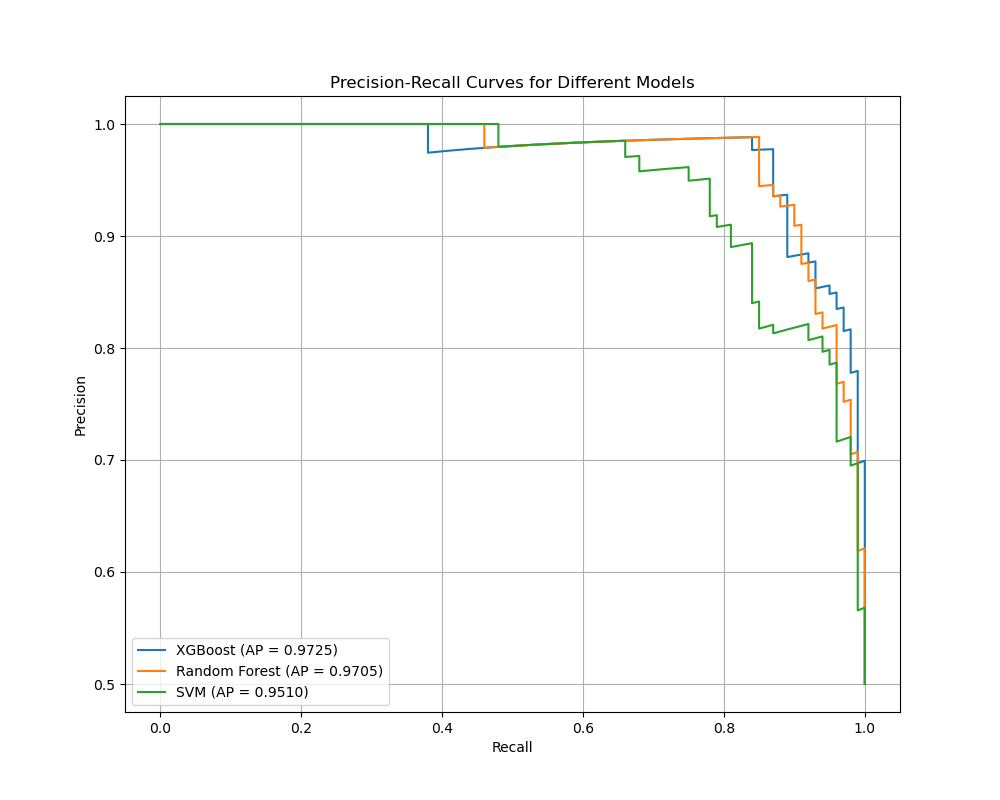 Precision-Recall Curves for Different Models
1.0
0.9
0.8
0.7
0.6
0.5
Precision
XGBoost (AP = 0.9725)
Random Forest (AP = 0.9705)
SVM (AP = 0.9510)
0.0 0.2 0.4 0.6 0.8 1.0
Recall